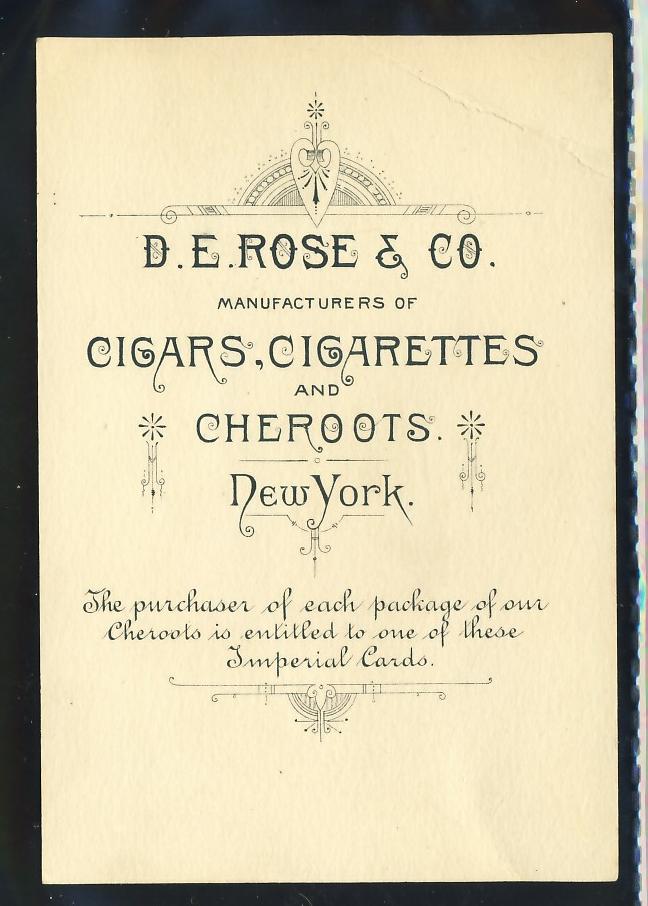 D.E.ROSE & CO.
MANUFACTURERS OF
CIGARS, CIGARETTES
AND
CHEROOTS.
New York.
The purchaser of each package of our
Cheroots is entitled to one of these
Imperial Cards.